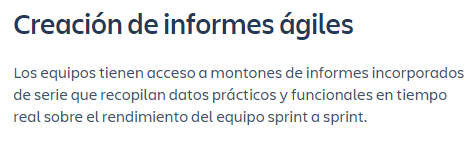 Creación de informes ágiles
Los equipos tienen acceso a montones de informes incorporados
de serie que recopilan datos prácticos y funcionales en tiempo
real sobre el rendimiento del equipo sprint a sprint.